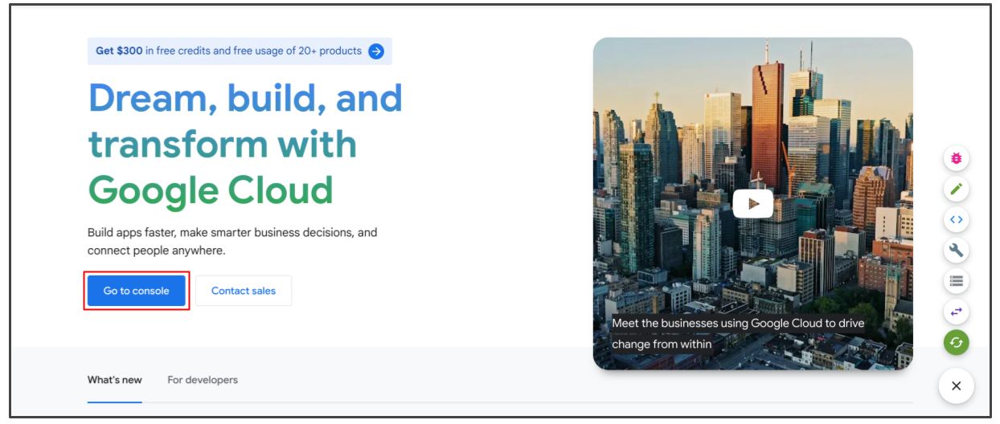 Get $300 in free credits and free usage of 20+ products
Dream, build, and
transform with
Google Cloud
Build apps faster, make smarter business decisions, and
connect people anywhere.
Go to console
Contact sales
Meet the businesses using Google Cloud to drive
change from within
What's new
For developers